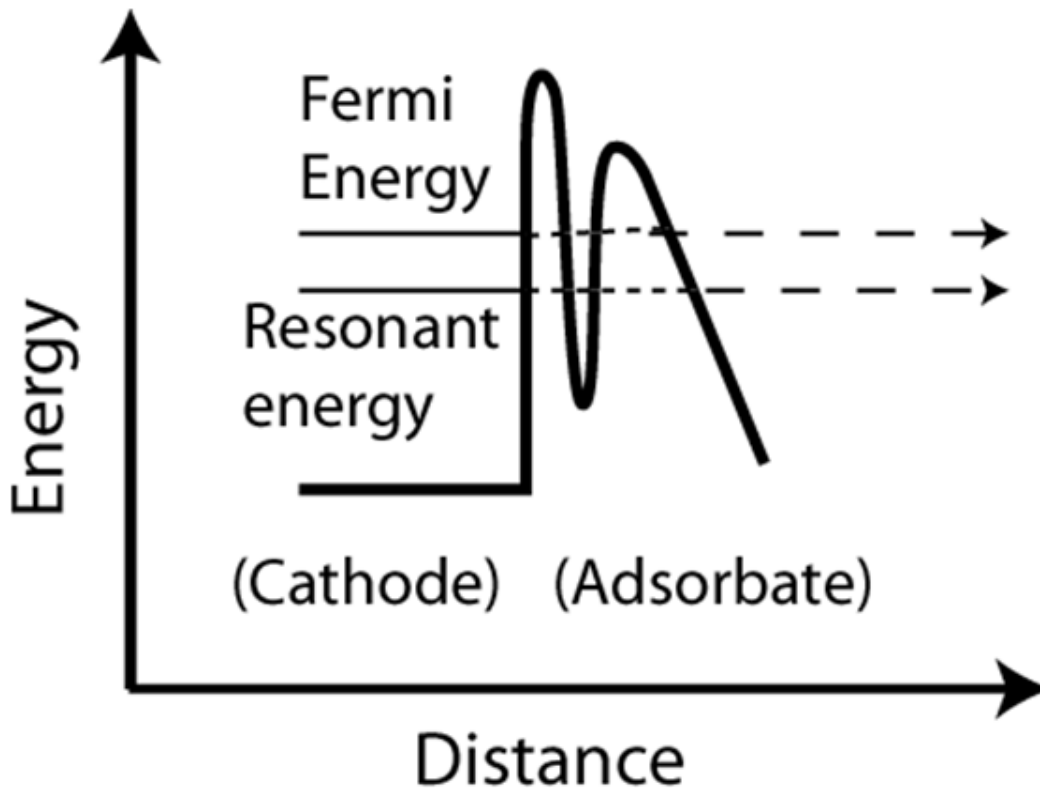 Fermi
Energy
Resonant
energy
Energy
(Cathode)
(Adsorbate)
Distance